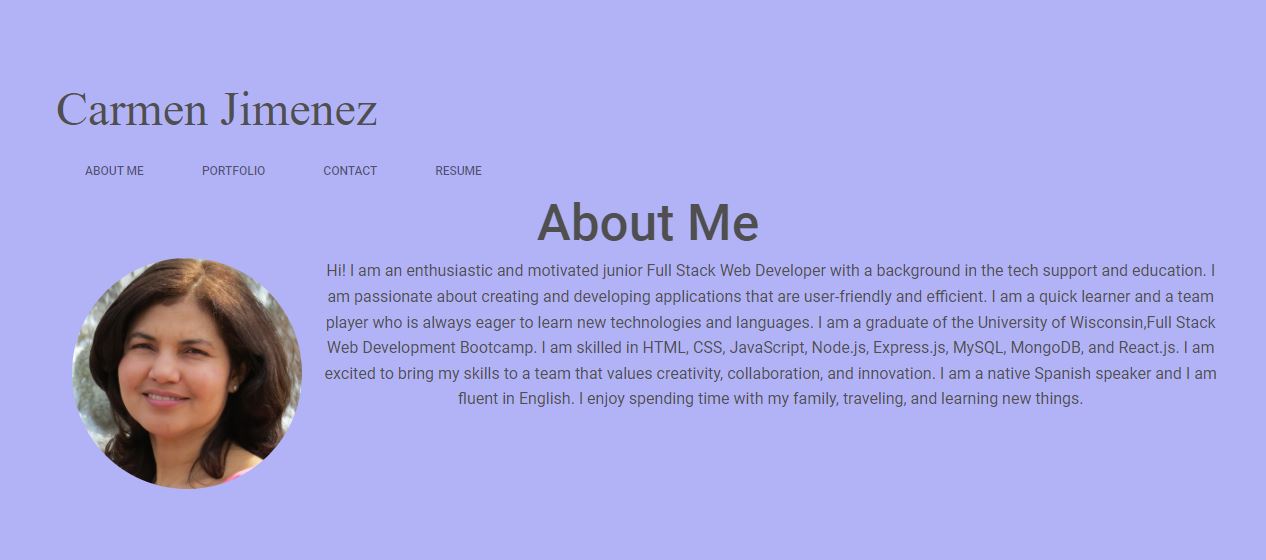 Carmen Jimenez
ABOUT ME PORTFOLIO CONTACT RESUME
About Me
Hi! I am an enthusiastic and motivated junior Full Stack Web Developer with a background in the tech support and education. I
am passionate about creating and developing applications that are user-friendly and efficient. I am a quick learner and a team
player who is always eager to learn new technologies and languages. I am a graduate of the University of Wisconsin,Full Stack
Web Development Bootcamp. I am skilled in HTML, CSS, JavaScript, Node.js, Express.js, MySQL, MongoDB, and React.js. I am
excited to bring my skills to a team that values creativity, collaboration, and innovation. I am a native Spanish speaker and I am
fluent in English. I enjoy spending time with my family, traveling, and learning new things.